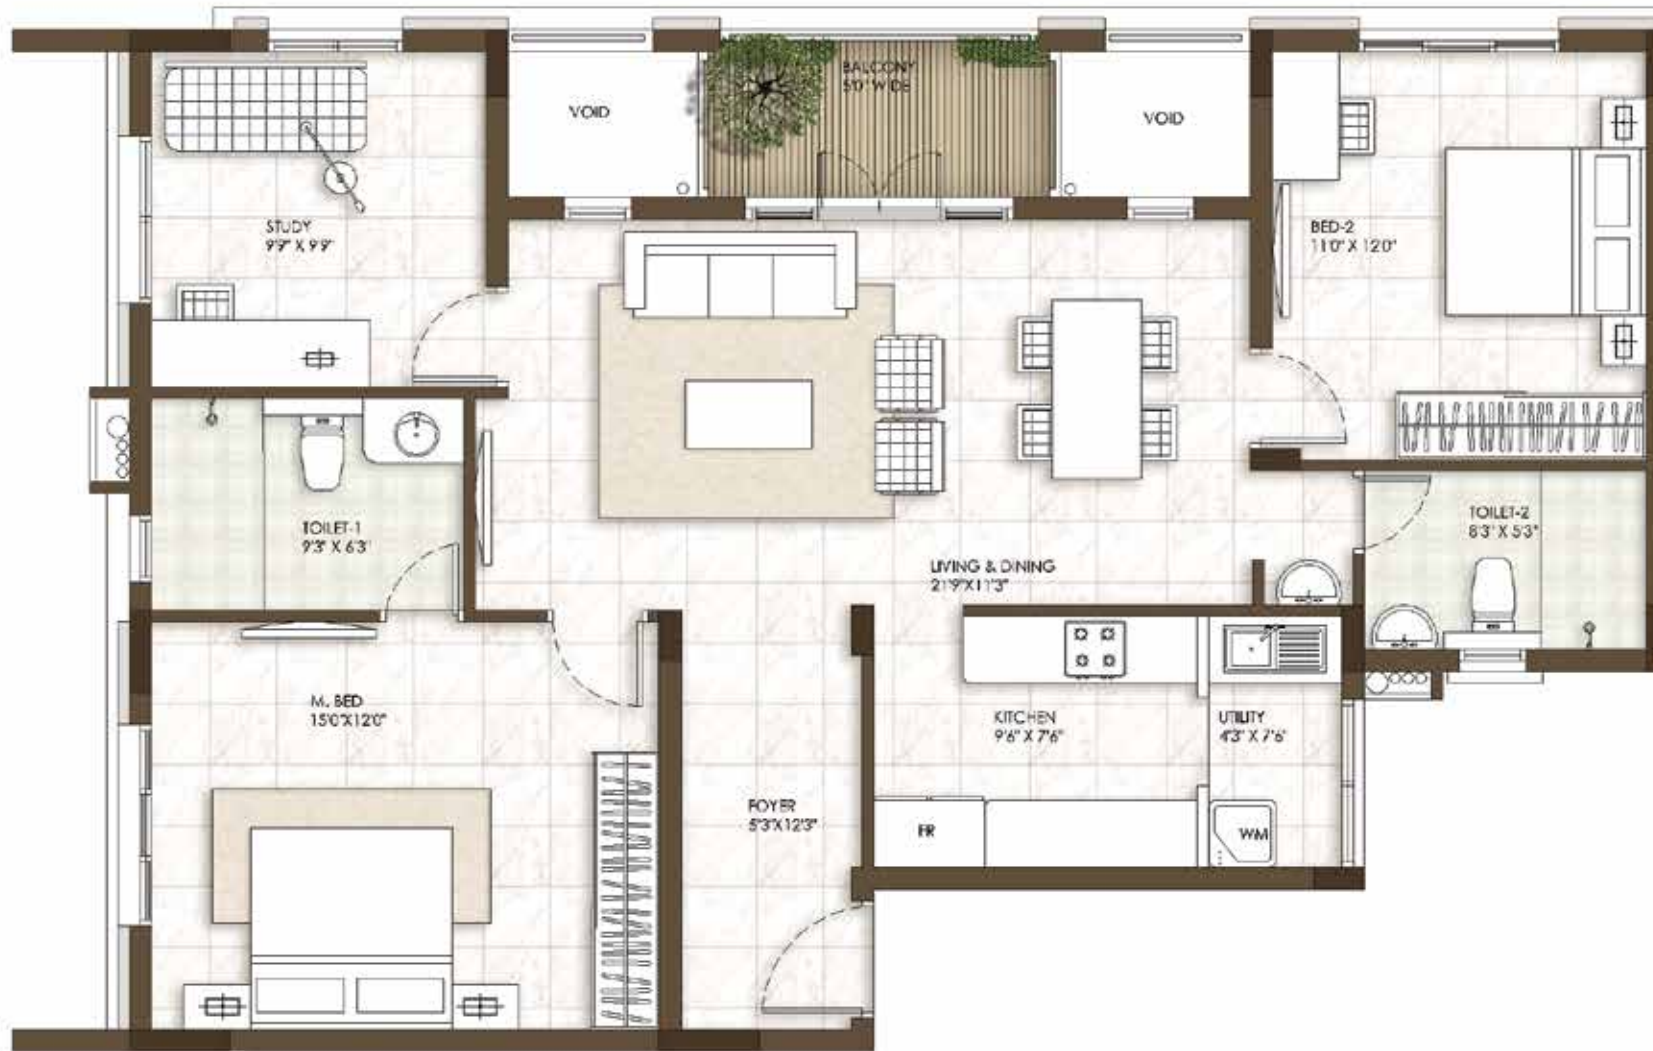 BALCONY
5'0" WIDE
VOID
VOID
STUDY
9'9" X 9'9"
BED-2
11'0" X 12'0"
TOILET-1
9'3" X 6'3"
TOILET-2
8'3" X 5'3"
LIVING & DINING
21'9"X11'3"
M. BED
15'0"X12'0"
KITCHEN
9'6" X 7'6"
UTILITY
4'3" X 7'6"
FOYER
5'3"X12'3"
FR
WM